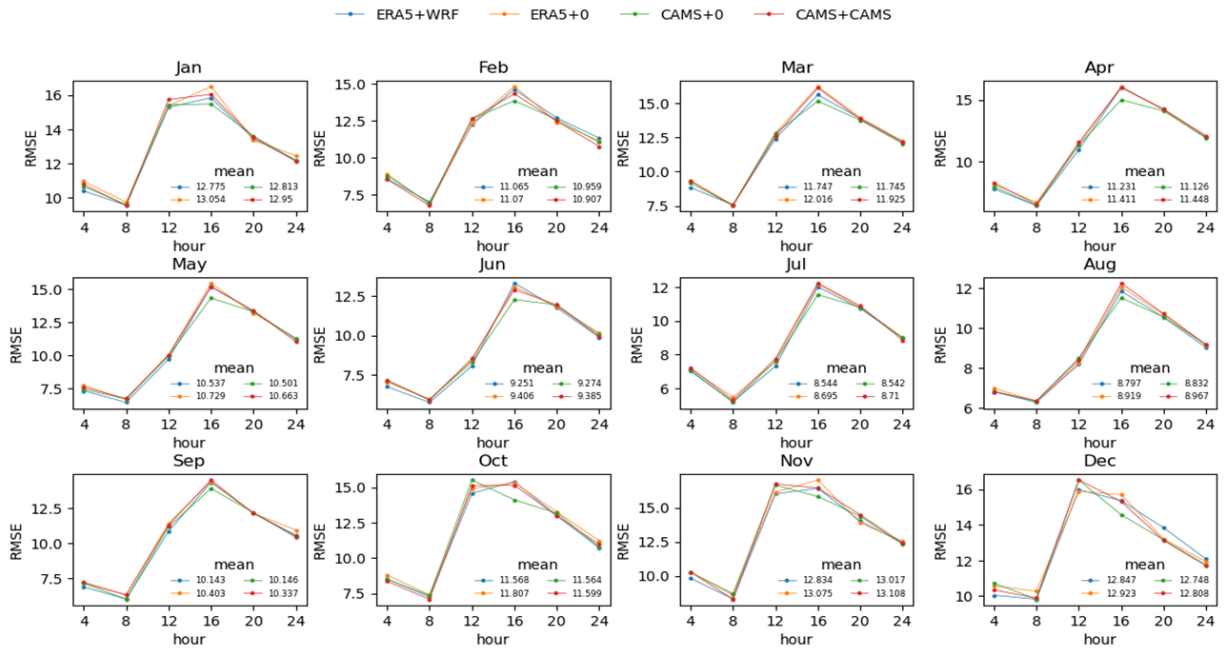 ERA5+WRF ERA5+0 CAMS+0 CAMS+CAMS
Jan Feb Mar Apr
RMSE 16 14 12 10
mean
12.775 12.813
13.054 12.95
4 8 12 16 20 24
hour
RMSE 15.0 12.5 10.0 7.5
mean
11.065 10.959
11.07 10.907
4 8 12 16 20 24
hour
RMSE 15.0 12.5 10.0 7.5
mean
11.747 11.745
12.016 11.925
4 8 12 16 20 24
hour
RMSE 15 10
mean
11.231 11.126
11.411 11.448
4 8 12 16 20 24
hour
May Jun Jul Aug
RMSE 15.0 12.5 10.0 7.5
mean
10.537 10.501
10.729 10.663
4 8 12 16 20 24
hour
RMSE 12.5 10.0 7.5
mean
9.251 9.274
9.406 9.385
4 8 12 16 20 24
hour
RMSE 12 10 8 6
mean
8.544 8.542
8.695 8.71
4 8 12 16 20 24
hour
RMSE 12 10 8 6
mean
8.797 8.832
8.919 8.967
4 8 12 16 20 24
hour
Sep Oct Nov Dec
RMSE 12.5 10.0 7.5
mean
10.143 10.146
10.403 10.337
4 8 12 16 20 24
hour
RMSE 15.0 12.5 10.0 7.5
mean
11.568 11.564
11.807 11.599
4 8 12 16 20 24
hour
RMSE 15.0 12.5 10.0
mean
12.834 13.017
13.075 13.108
4 8 12 16 20 24
hour
RMSE 16 14 12 10
mean
12.847 12.748
12.923 12.808
4 8 12 16 20 24
hour